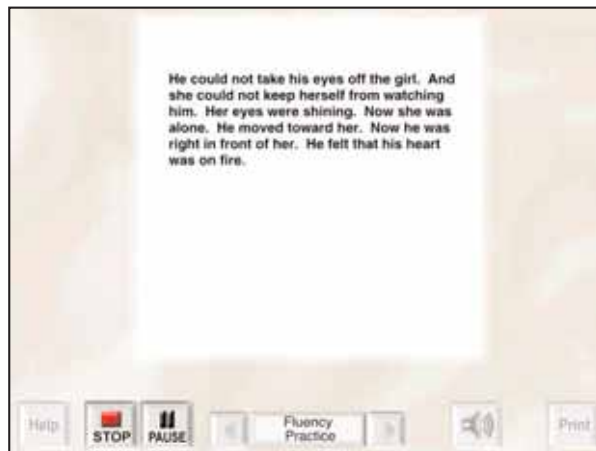 He could not take his eyes off the girl.  And
she could not keep herself from watching
him.  Her eyes were shining.  Now she was
alone.  He moved toward her.  Now he was
right in front of her.  He felt that his heart
was on fire.
Help
STOP
PAUSE
Fluency
Practice
Print